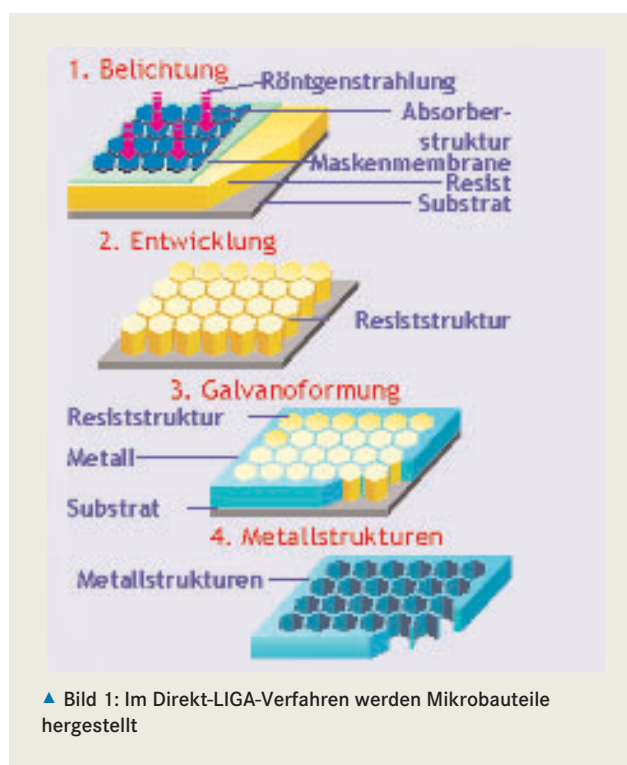 1. Belichtung
Röntgenstrahlung
Absorber-
struktur
Maskenmembrane
Resist
Substrat
2. Entwicklung
Resiststruktur
3. Galvanoformung
Resiststruktur
Metall
Substrat
4. Metallstrukturen
Metallstrukturen
▲ Bild 1: Im Direkt-LIGA-Verfahren werden Mikrobauteile
hergestellt